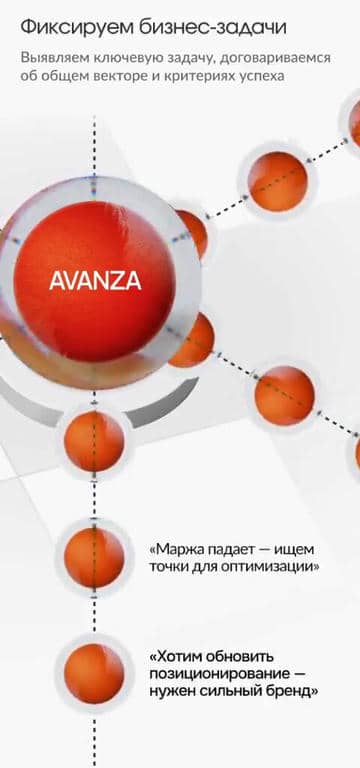 Фиксируем бизнес-задачи
Выявляем ключевую задачу, договариваемся
об общем векторе и критериях успеха
AVANZA
«Маржа падает — ищем
точки для оптимизации»
«Хотим обновить
позиционирование —
нужен сильный бренд»